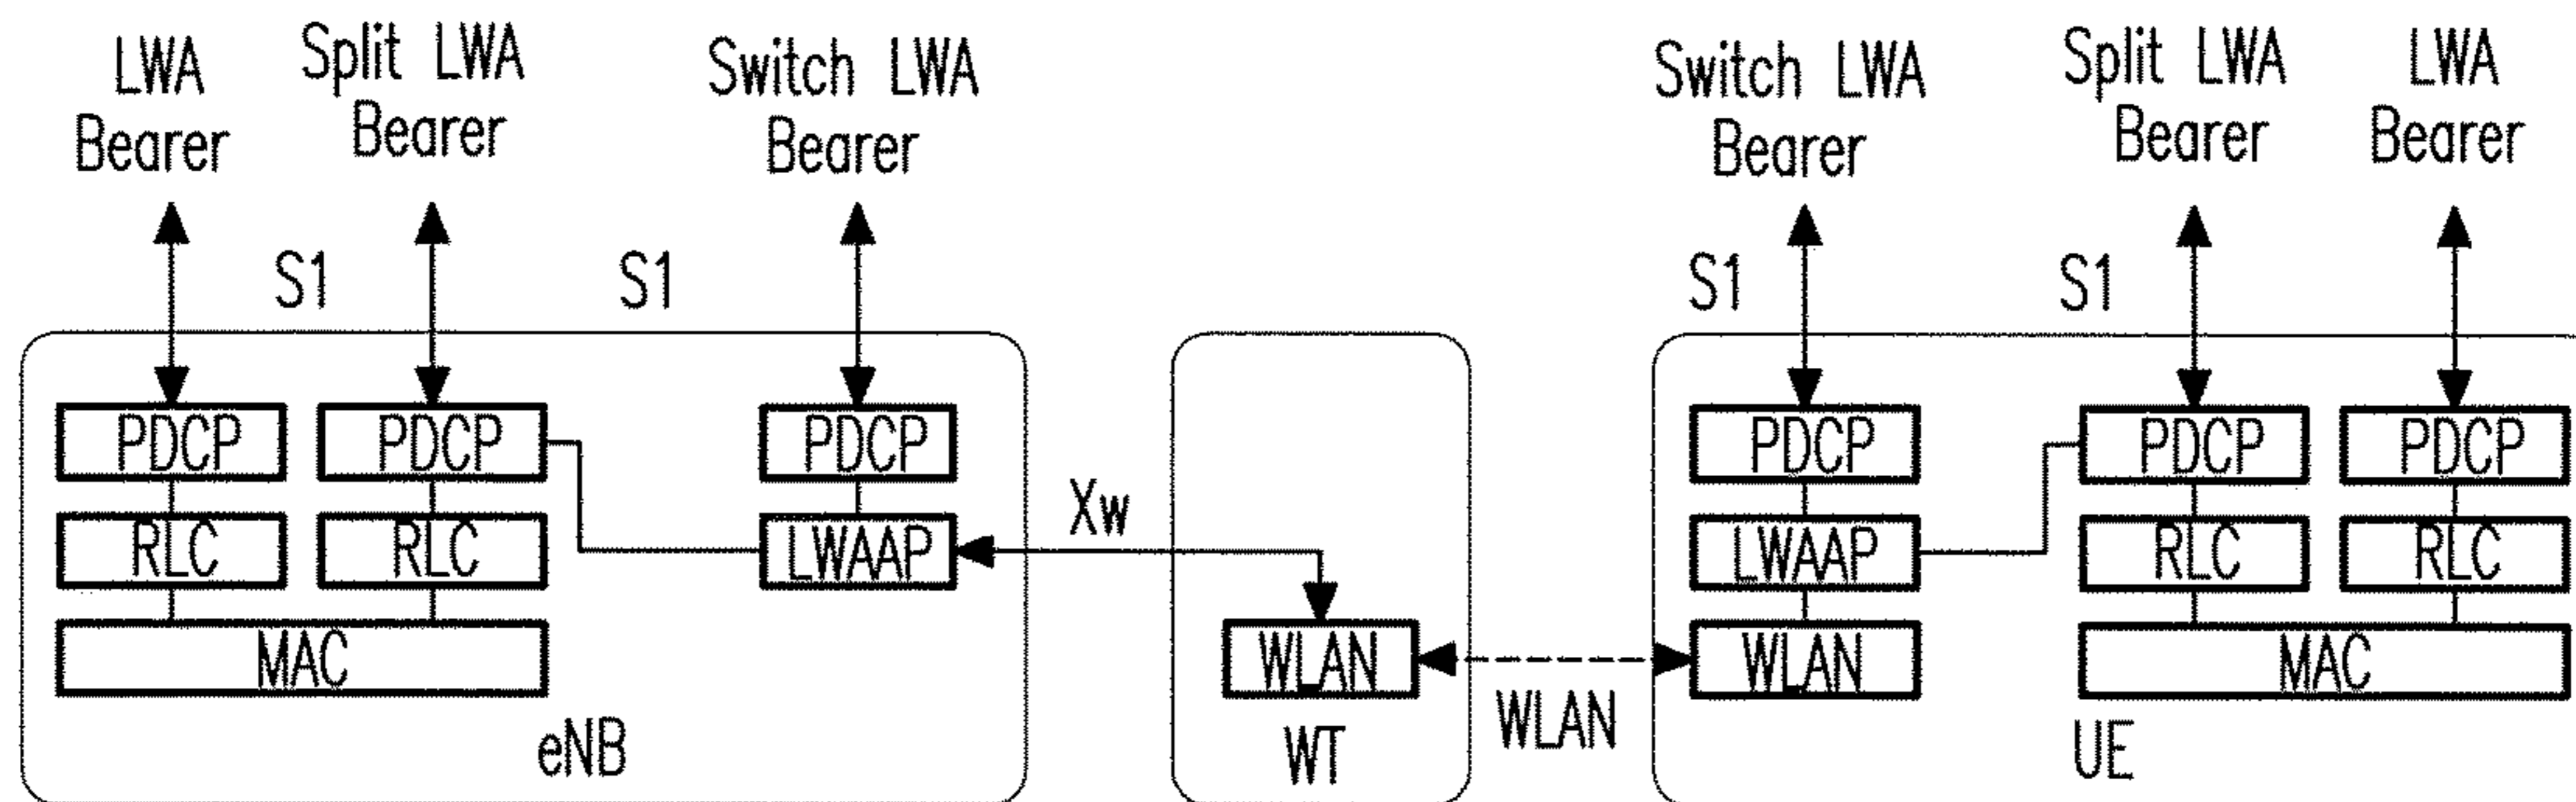 LWA
Bearer
Split LWA
Bearer
Switch LWA
Bearer
Switch LWA
Bearer
Split LWA
Bearer
LWA
Bearer
S1
S1
S1
S1
PDCP
PDCP
PDCP
PDCP
PDCP
PDCP
Xw
RLC
RLC
LWAAP
LWAAP
RLC
RLC
MAC
WLAN
WLAN
WLAN
MAC
eNB
WT
UE